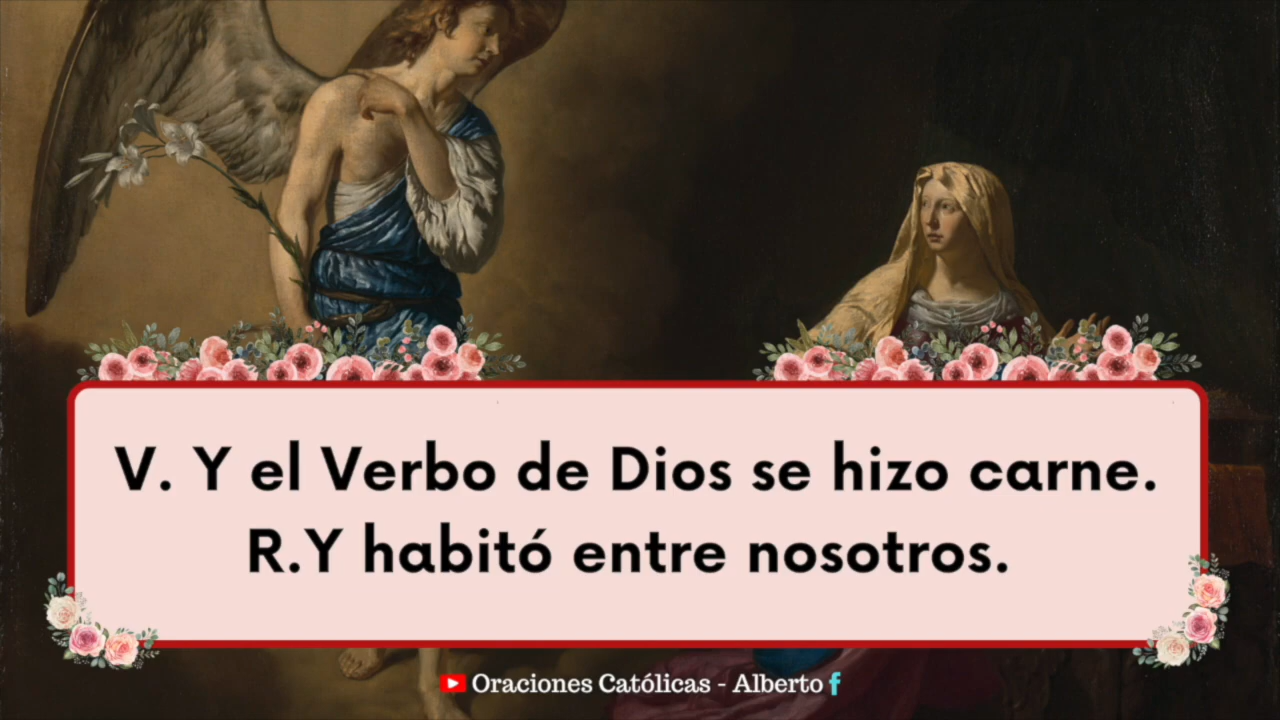 V. Y el Verbo de Dios se hizo carne.
R.Y habitó entre nosotros.
Oraciones Católicas - Alberto